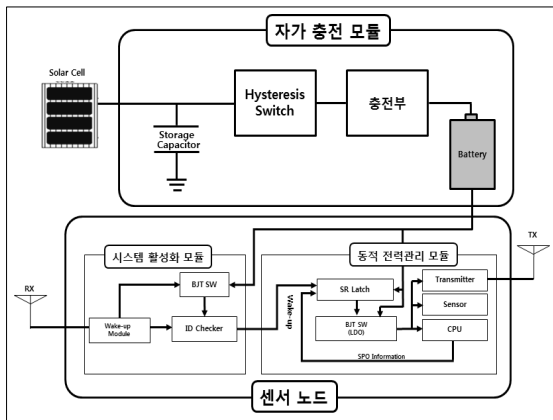 자가 충전 모듈
Solar Cell
Hysteresis
Switch
충전부
Storage
Capacitor
Battery
시스템 활성화 모듈
동적 전력관리 모듈
TX
RX
BJT SW
SR Latch
Transmitter
Wake-up
Sensor
Wake-up
Module
ID Checker
BJT SW
(LDO)
CPU
SPO Information
센서 노드